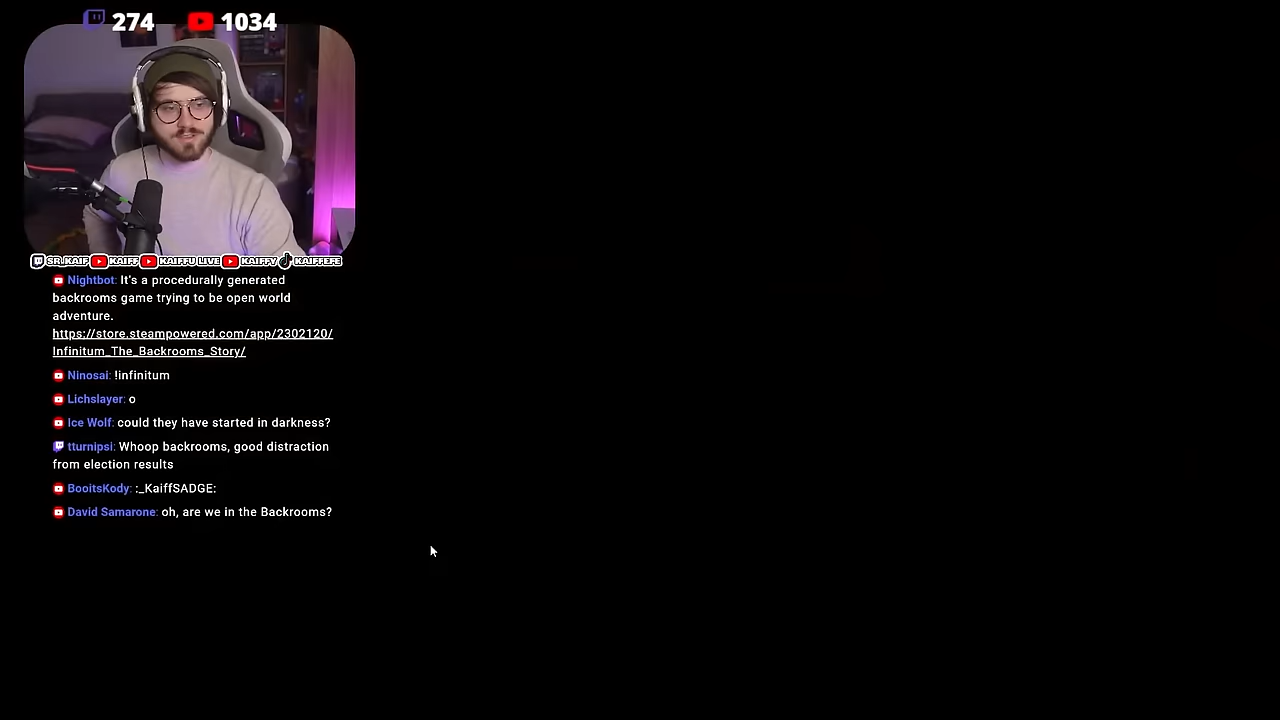 274 1034
SR_KAIF KAIFF KAIFFU LIVE KAIFFY KAIFFEFE
Nightbot: It's a procedurally generated
backrooms game trying to be open world
adventure.
https://store.steampowered.com/app/2302120/
Infinitum_The_Backrooms_Story/
Ninosai: !infinitum
Lichslayer: o
Ice Wolf: could they have started in darkness?
tturnipsi: Whoop backrooms, good distraction
from election results
BooitsKody: :_KaiffSADGE:
David Samarone: oh, are we in the Backrooms?